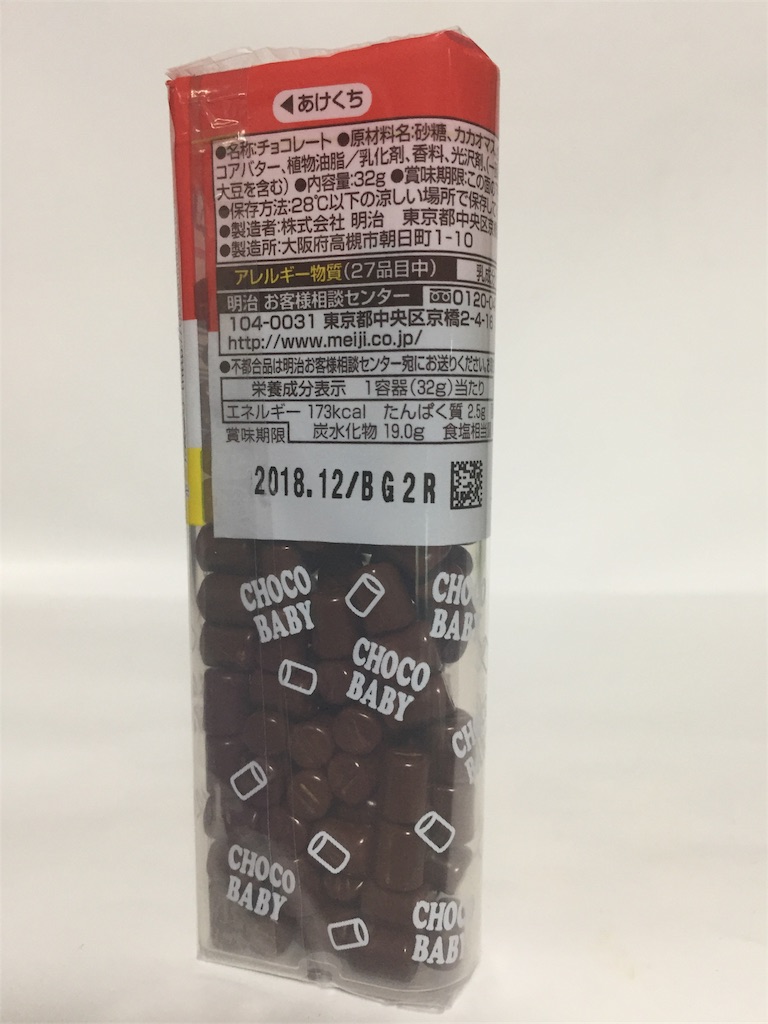 ◀あけくち
●名称:チョコレート ●原材料名:砂糖、カカオマス、
コアバター、植物油脂/乳化剤、香料、光沢剤、(一
大豆を含む) ●内容量:32g ●賞味期限:この面の
●保存方法:28℃以下の涼しい場所で保存し
●製造者:株式会社 明治 東京都中央区
●製造所:大阪府高槻市朝日町1-10
アレルギー物質(27品目中) 乳成
明治 お客様相談センター 0120-0
104-0031 東京都中央区京橋2-4-16
http://www.meiji.co.jp/
●不都合品は明治お客様相談センター宛にお送りください。
栄養成分表示 1容器(32g)当たり
エネルギー 173kcal たんぱく質 2.5g
賞味期限 炭水化物 19.0g 食塩相当
2018.12/BG2R
CHOCO
BABY
CHO
BAB
CHOCO
BABY
CH
CHOCO
BABY
CHOC
BAB